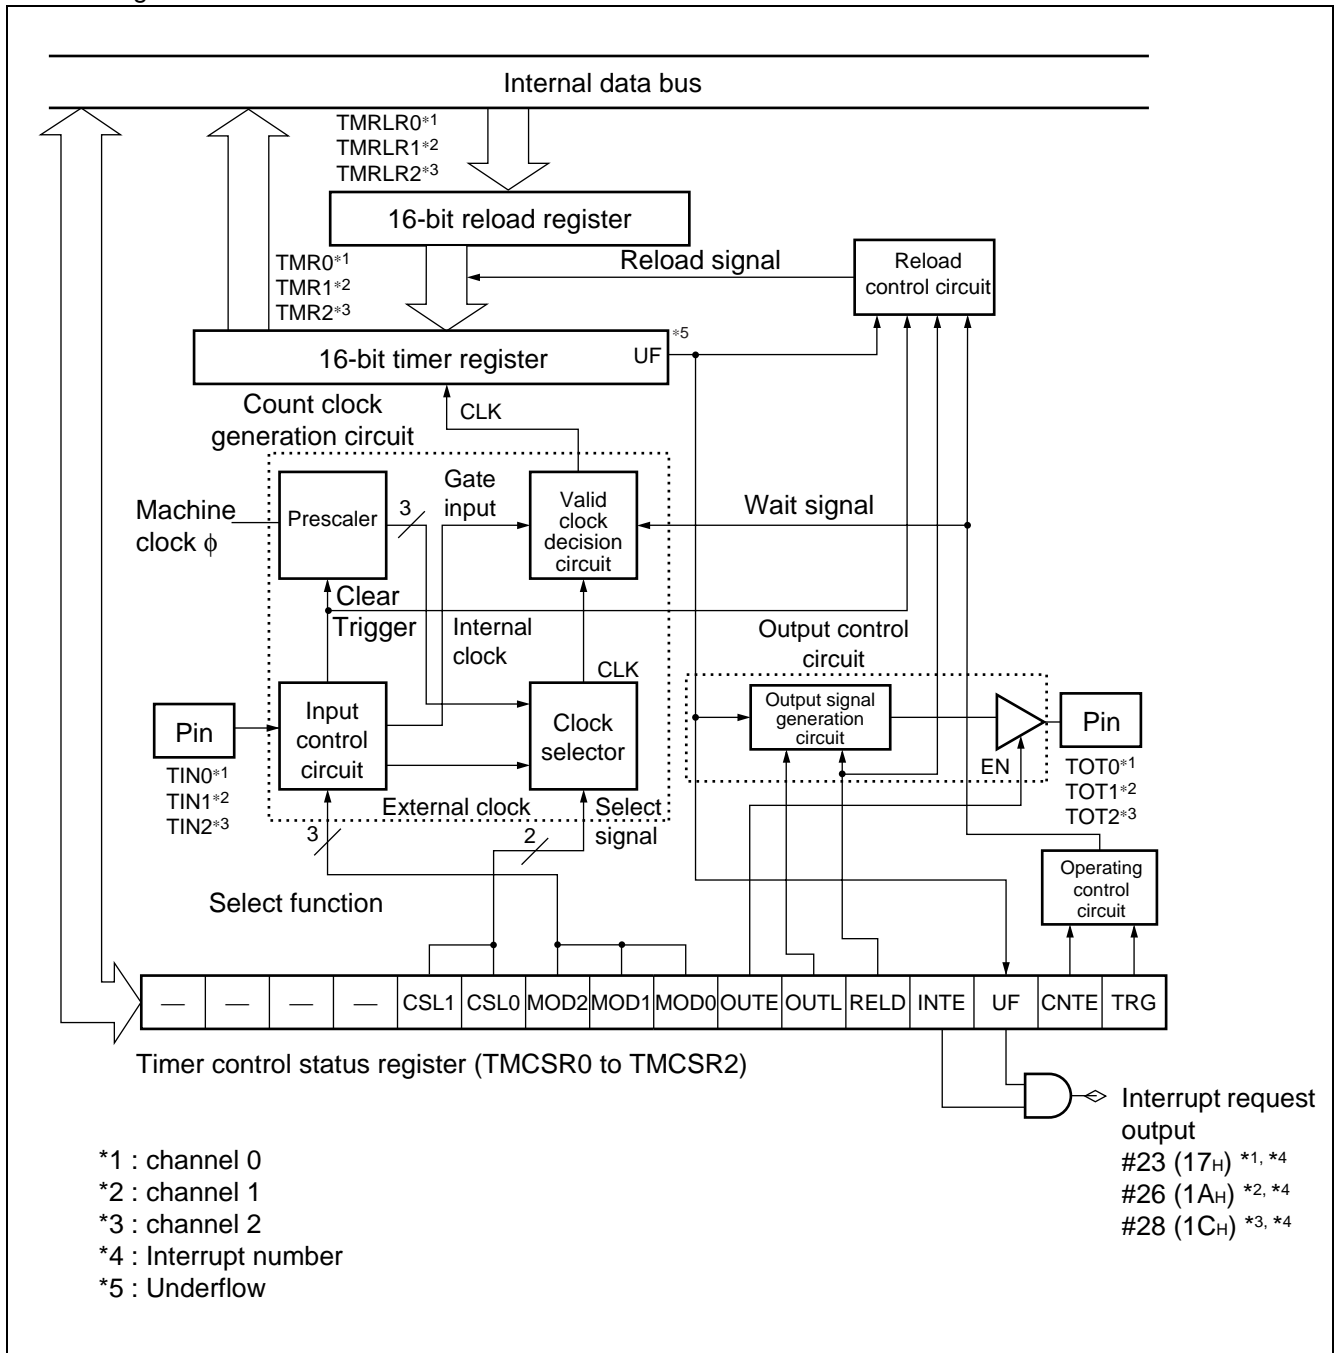 Internal data bus
TMRLR0*1
TMRLR1*2
TMRLR2*3
16-bit reload register
TMR0*1
TMR1*2
TMR2*3
Reload signal
Reload
control circuit
16-bit timer register
UF
*5
Count clock
generation circuit
CLK
Machine
clock ϕ
Prescaler
3
Gate
input
Valid
clock
decision
circuit
Wait signal
Clear
Trigger
Internal
clock
CLK
Output control
circuit
Pin
TIN0*1
TIN1*2
TIN2*3
Input
control
circuit
Clock
selector
Output signal
generation
circuit
EN
Pin
TOT0*1
TOT1*2
TOT2*3
External clock
Select
signal
3
2
Select function
Operating
control
circuit
— — — — CSL1 CSL0 MOD2 MOD1 MOD0 OUTE OUTL RELD INTE UF CNTE TRG
Timer control status register (TMCSR0 to TMCSR2)
Interrupt request
output
#23 (17H) *1, *4
#26 (1AH) *2, *4
#28 (1CH) *3, *4
*1 : channel 0
*2 : channel 1
*3 : channel 2
*4 : Interrupt number
*5 : Underflow